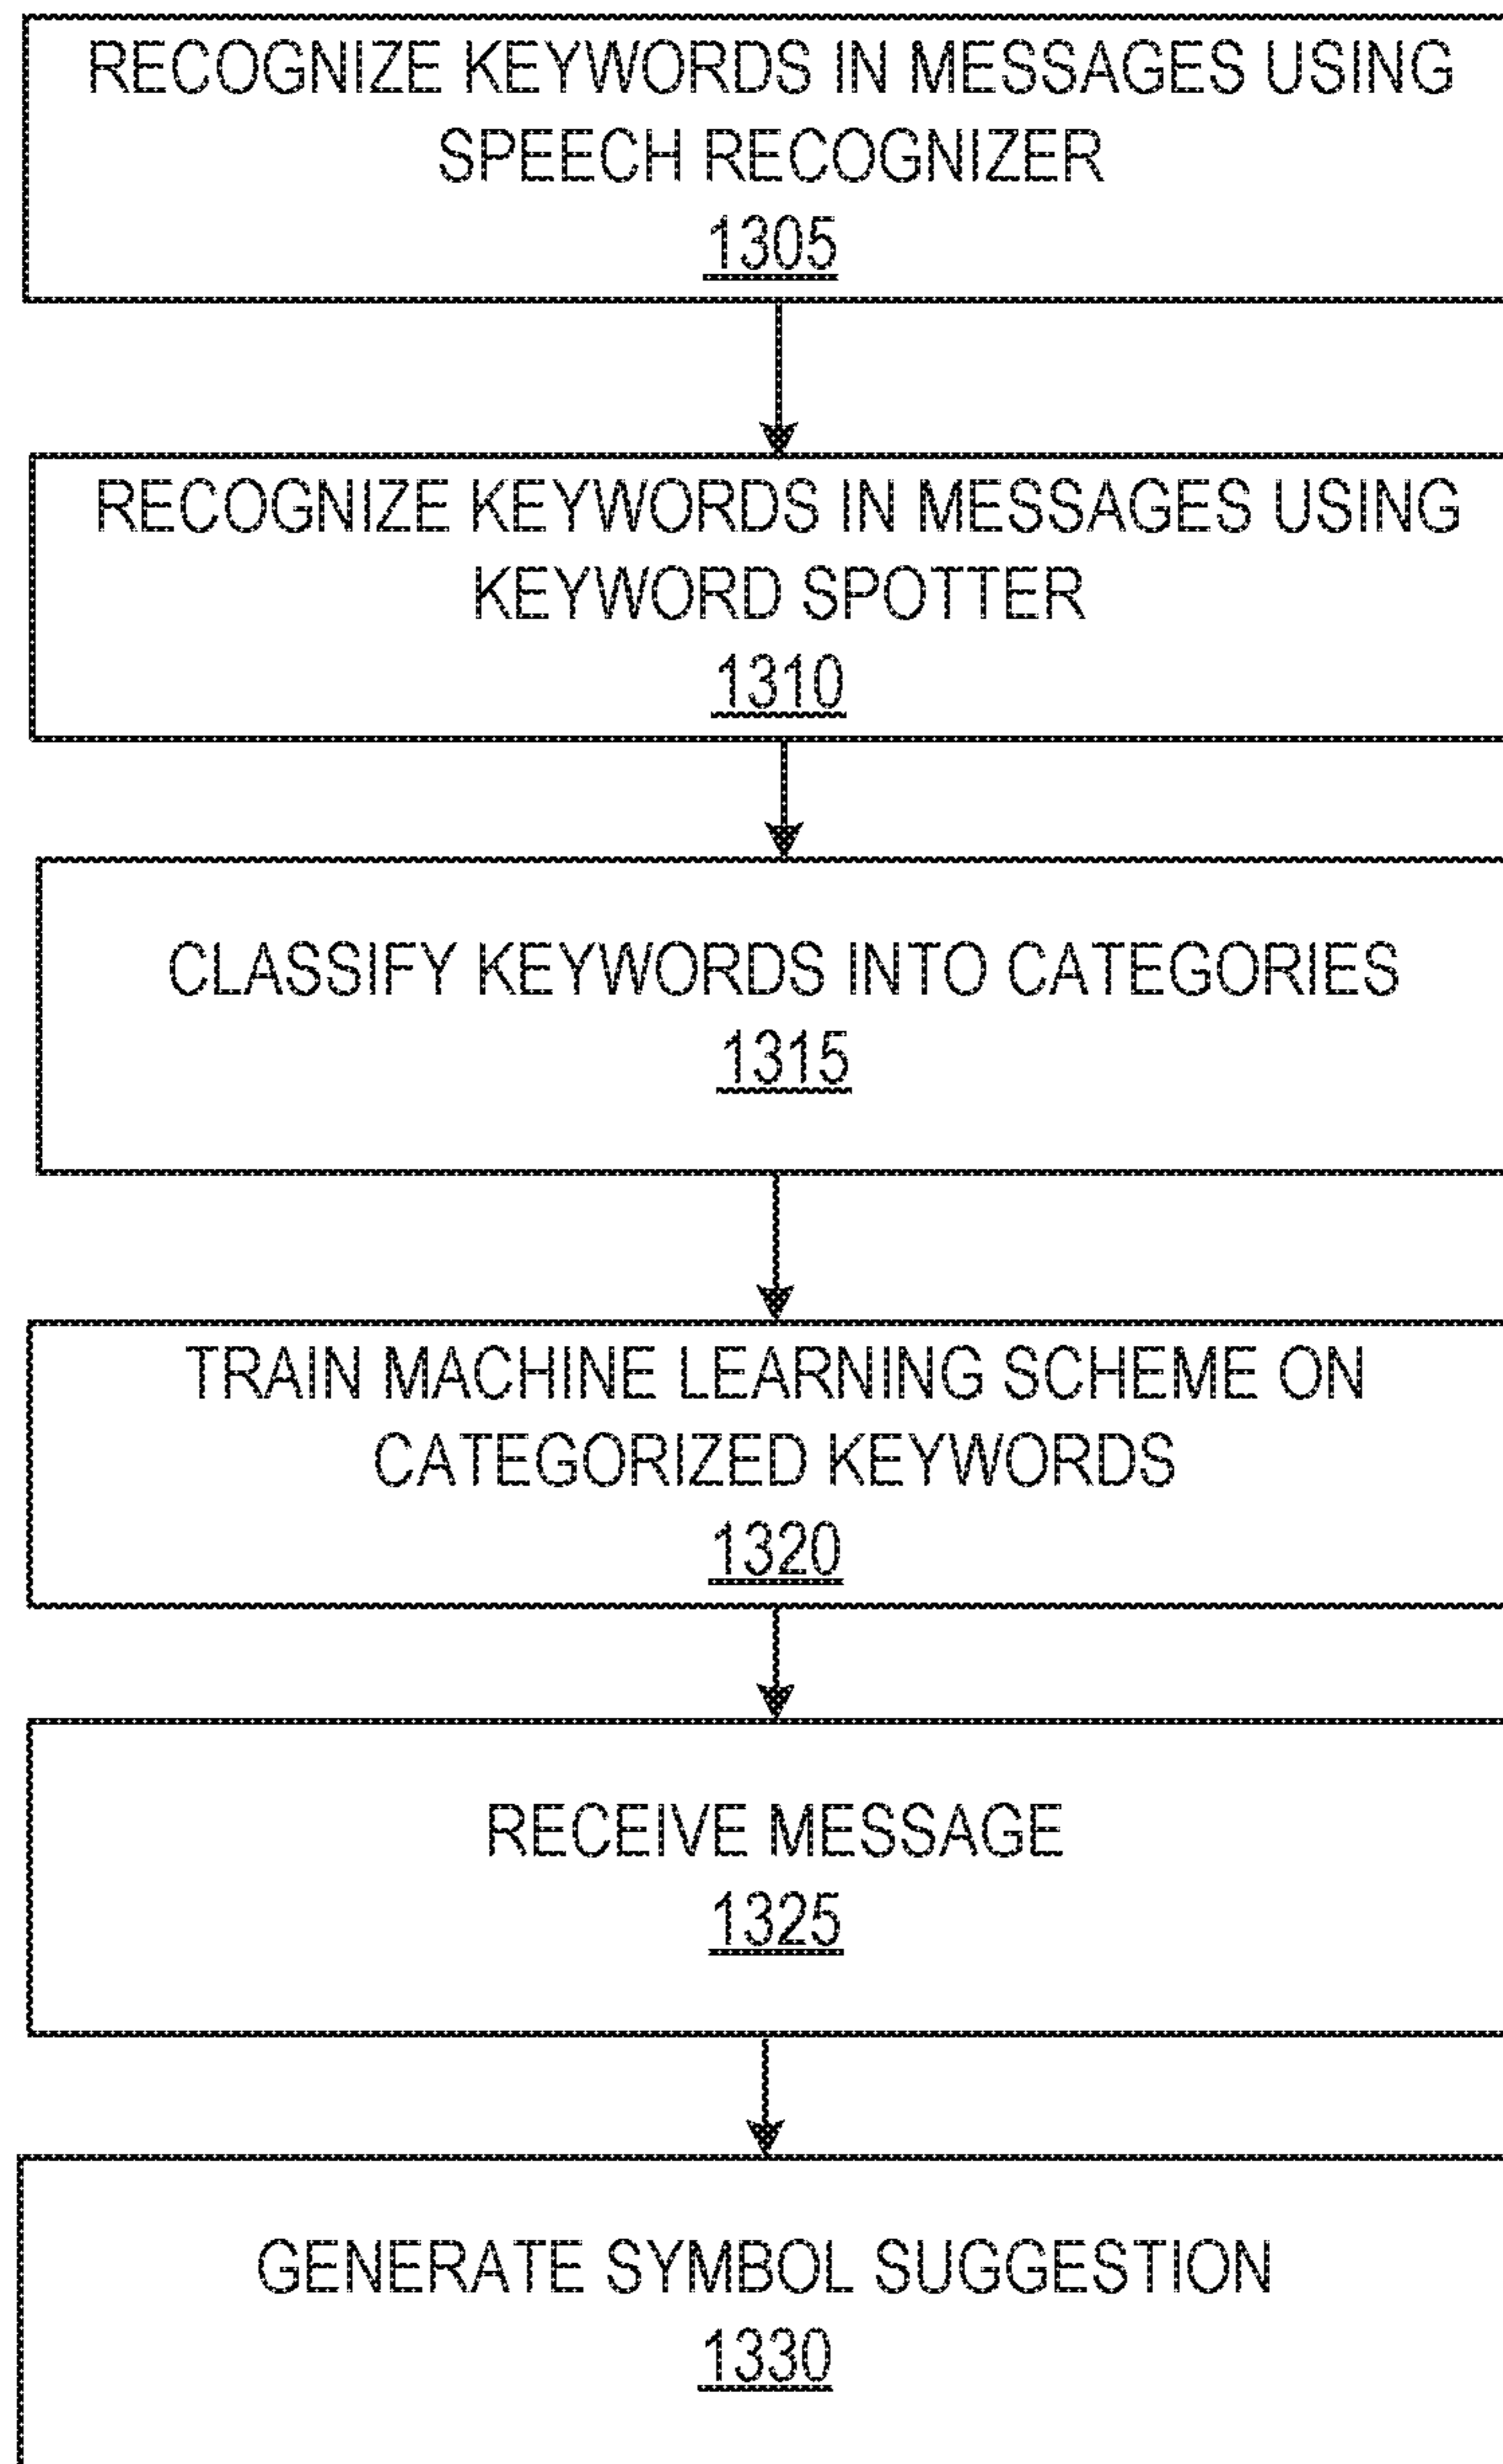 RECOGNIZE KEYWORDS IN MESSAGES USING
SPEECH RECOGNIZER
1305
RECOGNIZE KEYWORDS IN MESSAGES USING
KEYWORD SPOTTER
1310
CLASSIFY KEYWORDS INTO CATEGORIES
1315
TRAIN MACHINE LEARNING SCHEME ON
CATEGORIZED KEYWORDS
1320
RECEIVE MESSAGE
1325
GENERATE SYMBOL SUGGESTION
1330